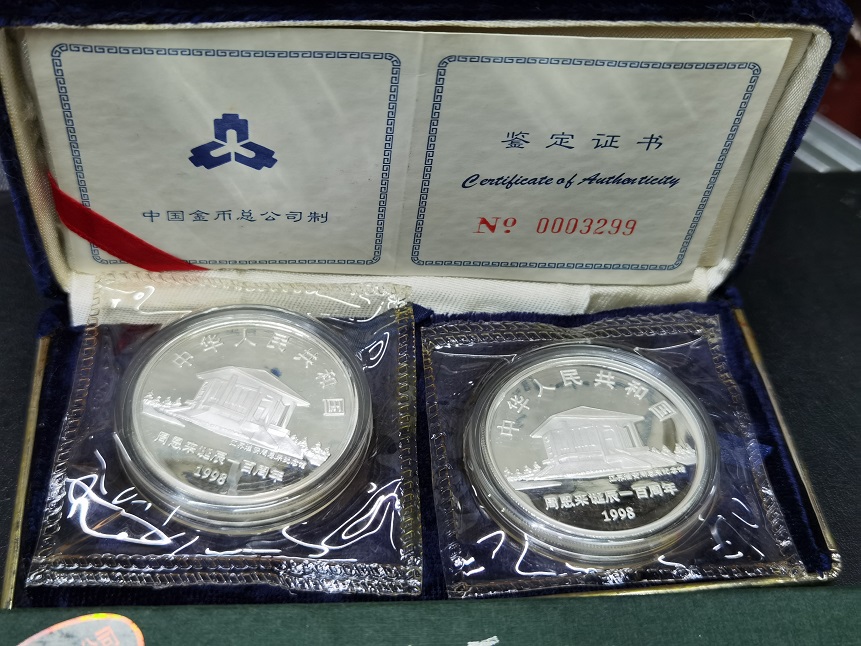 中国金币总公司制
鉴定证书
Certificate of Authenticity
Nº 0003299
中华人民共和国
周恩来诞辰一百周年
1998
中华人民共和国
周恩来诞辰一百周年
1998